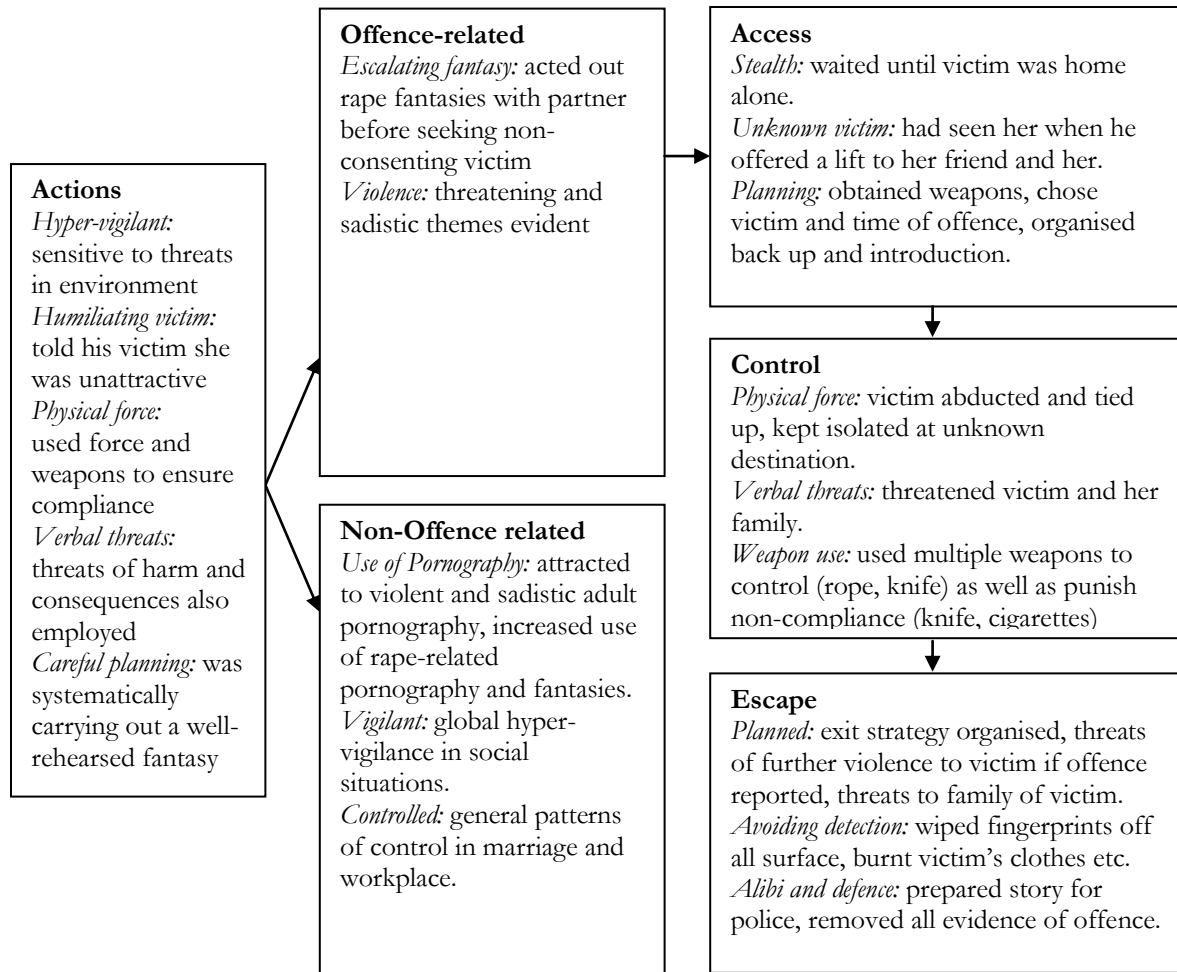 Actions
Hyper-vigilant:
sensitive to threats
in environment
Humiliating victim:
told his victim she
was unattractive
Physical force:
used force and
weapons to ensure
compliance
Verbal threats:
threats of harm and
consequences also
employed
Careful planning: was
systematically
carrying out a well-
rehearsed fantasy
Offence-related
Escalating fantasy: acted out
rape fantasies with partner
before seeking non-
consenting victim
Violence: threatening and
sadistic themes evident
Non-Offence related
Use of Pornography: attracted
to violent and sadistic adult
pornography, increased use
of rape-related
pornography and fantasies.
Vigilant: global hyper-
vigilance in social
situations.
Controlled: general patterns
of control in marriage and
workplace.
Access
Stealth: waited until victim was home
alone.
Unknown victim: had seen her when he
offered a lift to her friend and her.
Planning: obtained weapons, chose
victim and time of offence, organised
back up and introduction.
Control
Physical force: victim abducted and tied
up, kept isolated at unknown
destination.
Verbal threats: threatened victim and her
family.
Weapon use: used multiple weapons to
control (rope, knife) as well as punish
non-compliance (knife, cigarettes)
Escape
Planned: exit strategy organised, threats
of further violence to victim if offence
reported, threats to family of victim.
Avoiding detection: wiped fingerprints off
all surface, burnt victim's clothes etc.
Alibi and defence: prepared story for
police, removed all evidence of offence.